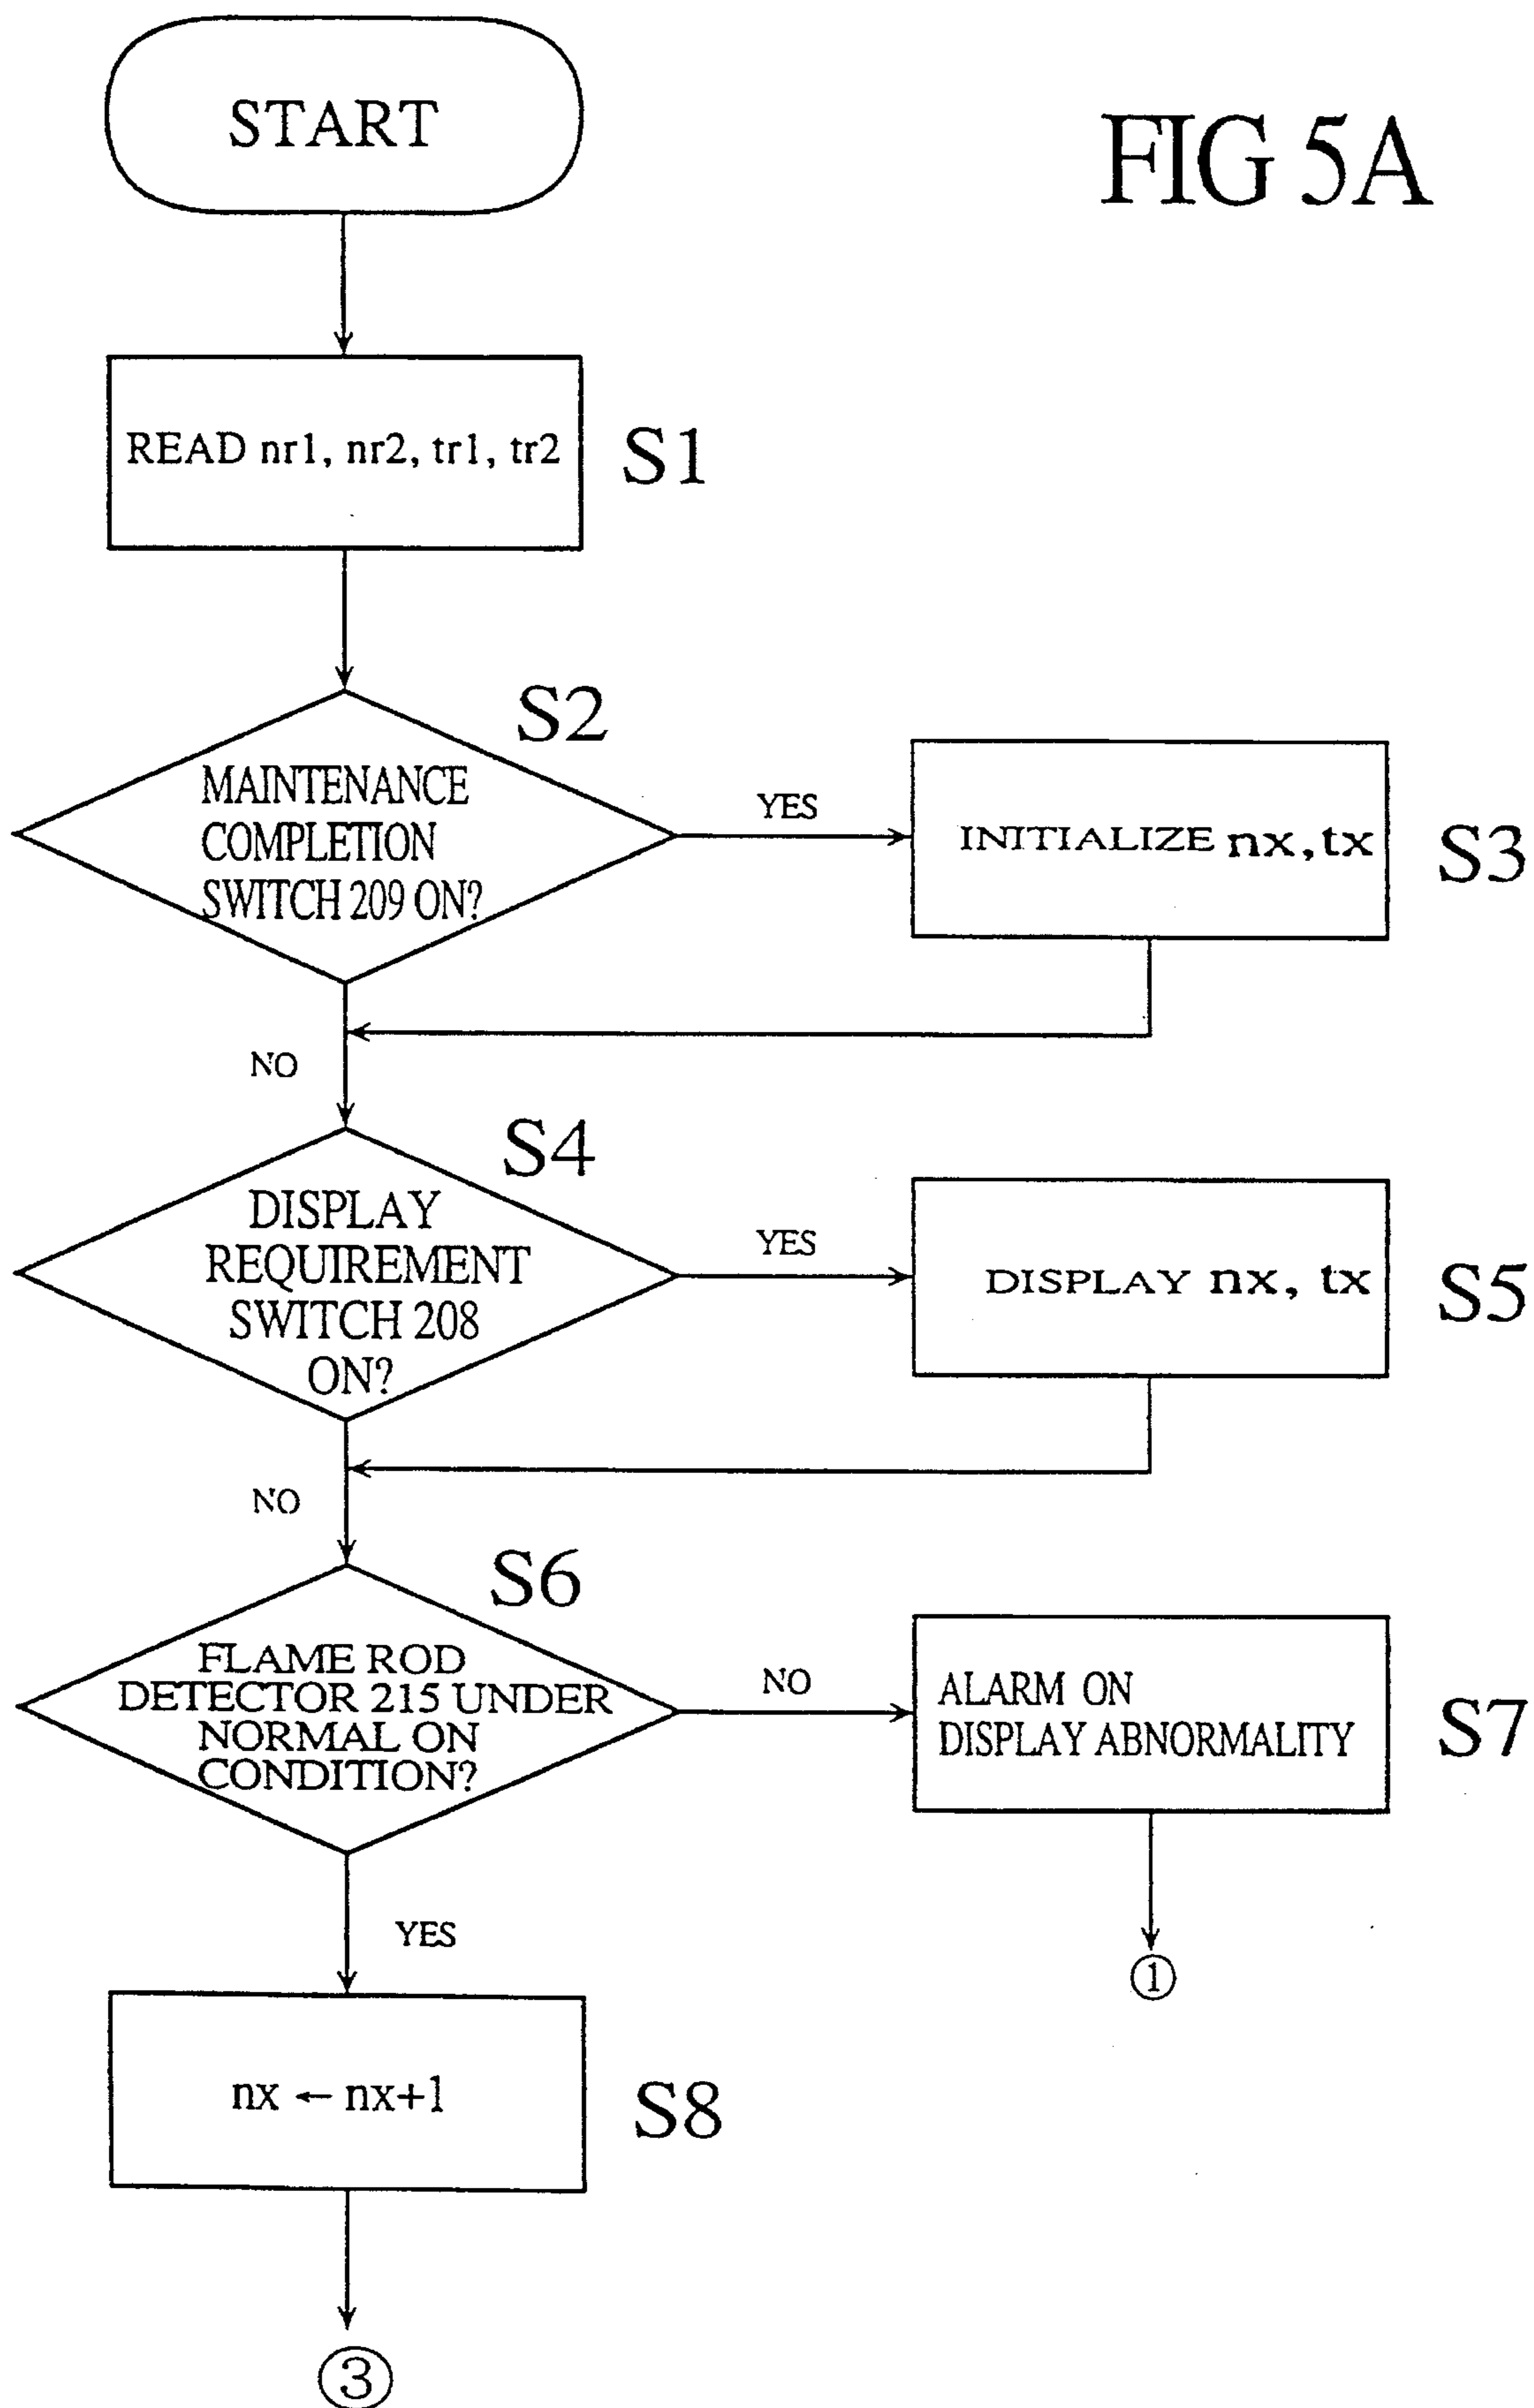 START
FIG 5A
READ nr1, nr2, tr1, tr2
S1
S2
MAINTENANCE
COMPLETION
SWITCH 209 ON?
YES
INITIALIZE nx,tx
S3
NO
S4
DISPLAY
REQUIREMENT
SWITCH 208
ON?
YES
DISPLAY nx, tx
S5
NO
S6
FLAME ROD
DETECTOR 215 UNDER
NORMAL ON
CONDITION?
NO
ALARM ON
DISPLAY ABNORMALITY
S7
YES
①
nx ← nx+1
S8
③